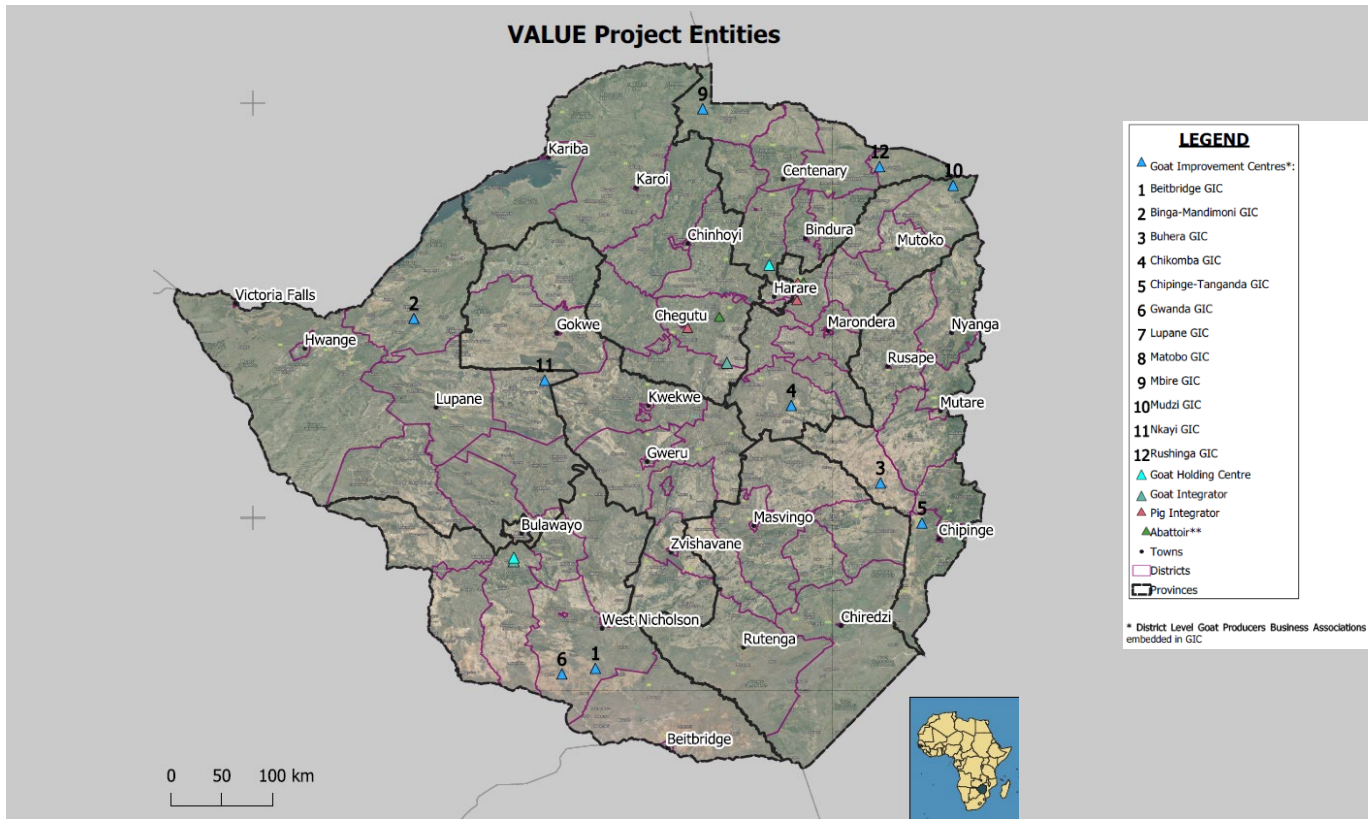 VALUE Project Entities
9
Kariba
12
Centenary
10
Karoi
Bindura
Chinhoyi
Mutoko
Harare
Victoria Falls
2
Chegutu
Gokwe
Marondera
Nyanga
Hwange
Rusape
11
4
Lupane
Kwekwe
Mutare
Gweru
3
Masvingo
5
Bulawayo
Chipinge
Zvishavane
West Nicholson
Chiredzi
Rutenga
6
1
Beitbridge
0 50 100 km
LEGEND
Goat Improvement Centres*:
1 Beitbridge GIC
2 Binga-Mandimoni GIC
3 Buhera GIC
4 Chikomba GIC
5 Chipinge-Tanganda GIC
6 Gwanda GIC
7 Lupane GIC
8 Matobo GIC
9 Mbire GIC
10 Mudzi GIC
11 Nkayi GIC
12 Rushinga GIC
Goat Holding Centre
Goat Integrator
Pig Integrator
Abattoir**
Towns
Districts
Provinces
* District Level Goat Producers Business Associations
embedded in GIC